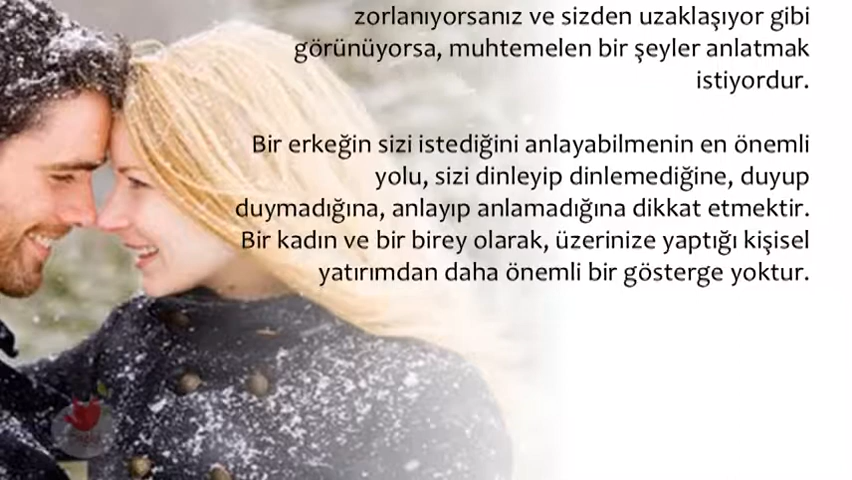 zorlanıyorsanız ve sizden uzaklaşıyor gibi
görünüyorsa, muhtemelen bir şeyler anlatmak
istiyordur.
Bir erkeğin sizi istediğini anlayabilmenin en önemli
yolu, sizi dinleyip dinlemediğine, duyup
duymadığına, anlayıp anlamadığına dikkat etmektir.
Bir kadın ve bir birey olarak, üzerinize yaptığı kişisel
yatırımdan daha önemli bir gösterge yoktur.